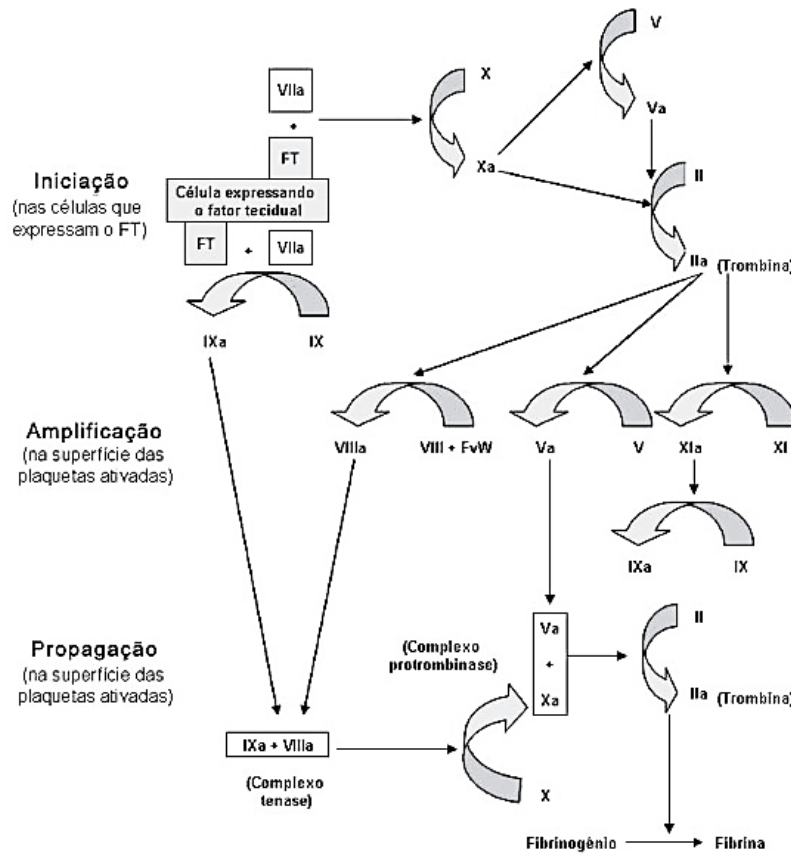 V
VIIa
X
+
Va
FT
Xa
II
Iniciação
(nas células que
expressam o FT)
Célula expressando
o fator tecidual
FT
+
VIIa
IIa (Trombina)
IXa
IX
Amplificação
(na superfície das
plaquetas ativadas)
VIIIa
VIII + FvW
Va
V
XIa
XI
IXa
IX
Propagação
(na superfície das
plaquetas ativadas)
(Complexo
protrombinase)
Va
+
Xa
II
IIa (Trombina)
IXa + VIIIa
(Complexo
tenase)
X
Fibrinogênio
Fibrina